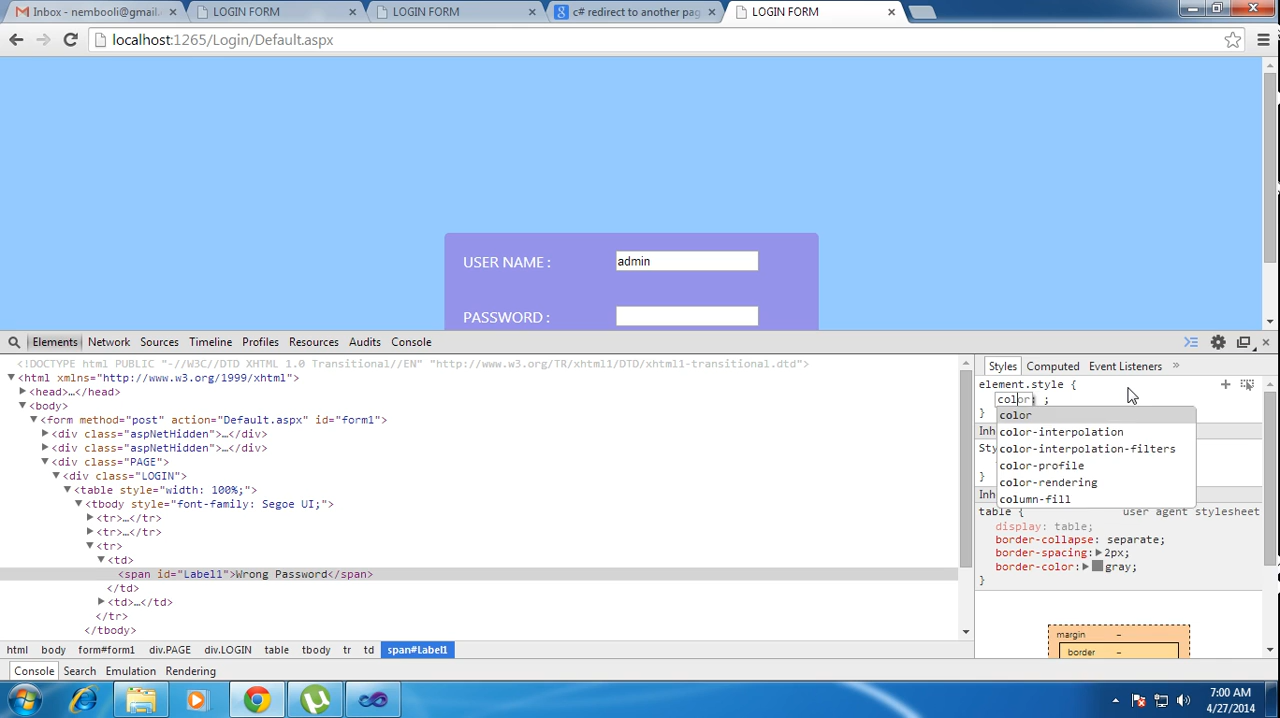 Inbox - nembooli@gmail.
LOGIN FORM
LOGIN FORM
c# redirect to another pag
LOGIN FORM
localhost:1265/Login/Default.aspx
USER NAME :
admin
PASSWORD :
Elements Network Sources Timeline Profiles Resources Audits Console
<!DOCTYPE html PUBLIC "-//W3C//DTD XHTML 1.0 Transitional//EN" "http://www.w3.org/TR/xhtml1/DTD/xhtml1-transitional.dtd">
<html xmlns="http://www.w3.org/1999/xhtml">
<head>…</head>
<body>
<form method="post" action="Default.aspx" id="form1">
<div class="aspNetHidden">…</div>
<div class="aspNetHidden">…</div>
<div class="PAGE">
<div class="LOGIN">
<table style="width: 100%;">
<tbody style="font-family: Segoe UI;">
<tr>…</tr>
<tr>…</tr>
<tr>
<td>
<span id="Label1">Wrong Password</span>
</td>
<td>…</td>
</tr>
</tbody>
html body form#form1 div.PAGE div.LOGIN table tbody tr td span#Label1
Styles Computed Event Listeners »
element.style {
color: ;
}
color
color-interpolation
color-interpolation-filters
color-profile
color-rendering
column-fill
Inh
Sty
}
Inh
table { user agent stylesheet
display: table;
border-collapse: separate;
border-spacing: 2px;
border-color: gray;
}
margin –
border –
Console Search Emulation Rendering
7:00 AM
4/27/2014